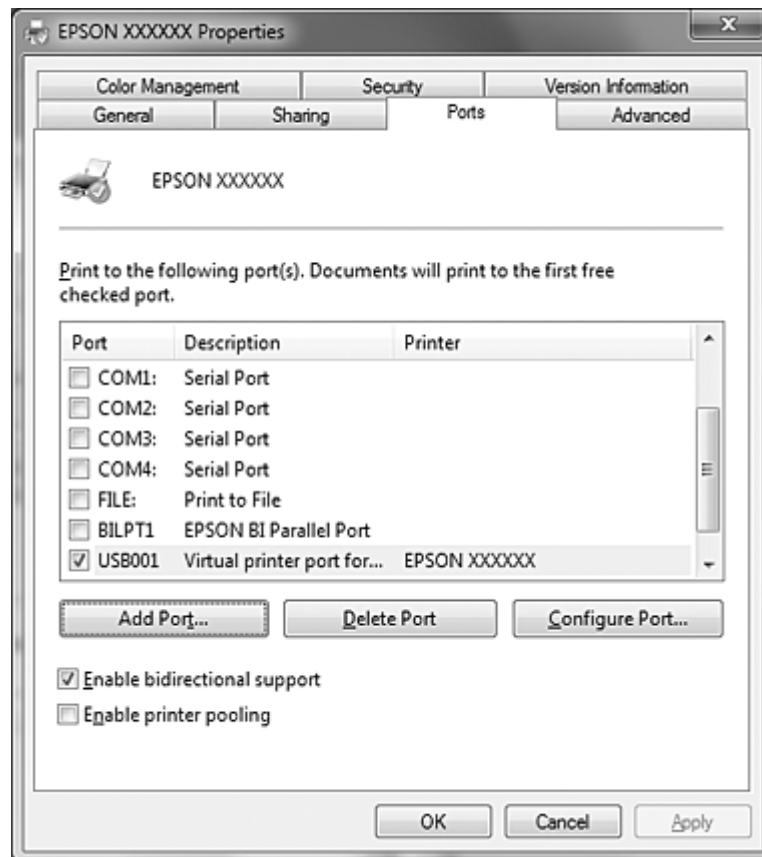 EPSON XXXXXX Properties
Color Management Security Version Information
General Sharing Ports Advanced
EPSON XXXXXX
Print to the following port(s). Documents will print to the first free
checked port.
Port Description Printer
COM1: Serial Port
COM2: Serial Port
COM3: Serial Port
COM4: Serial Port
FILE: Print to File
BILPT1 EPSON BI Parallel Port
USB001 Virtual printer port for... EPSON XXXXXX
Add Port... Delete Port Configure Port...
Enable bidirectional support
Enable printer pooling
OK Cancel Apply